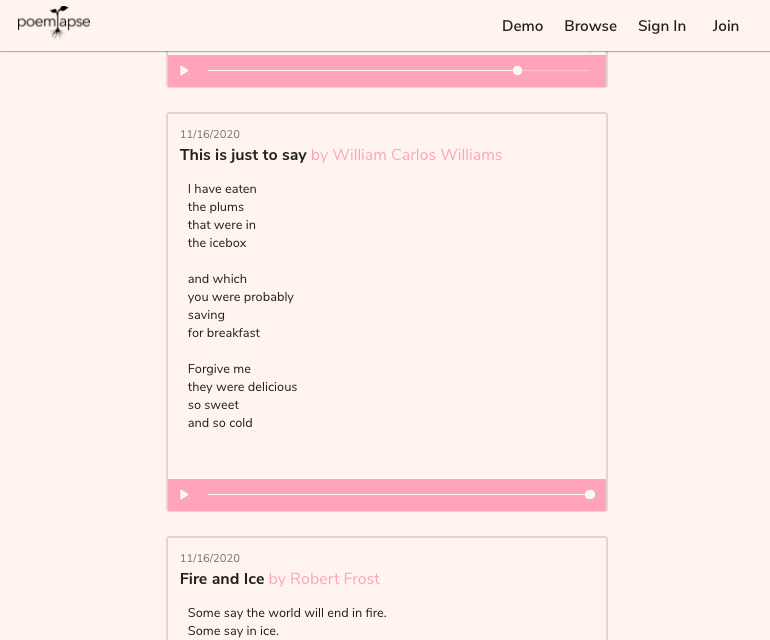 poemlapse
Demo Browse Sign In Join
11/16/2020
This is just to say by William Carlos Williams
I have eaten
the plums
that were in
the icebox
and which
you were probably
saving
for breakfast
Forgive me
they were delicious
so sweet
and so cold
11/16/2020
Fire and Ice by Robert Frost
Some say the world will end in fire.
Some say in ice.